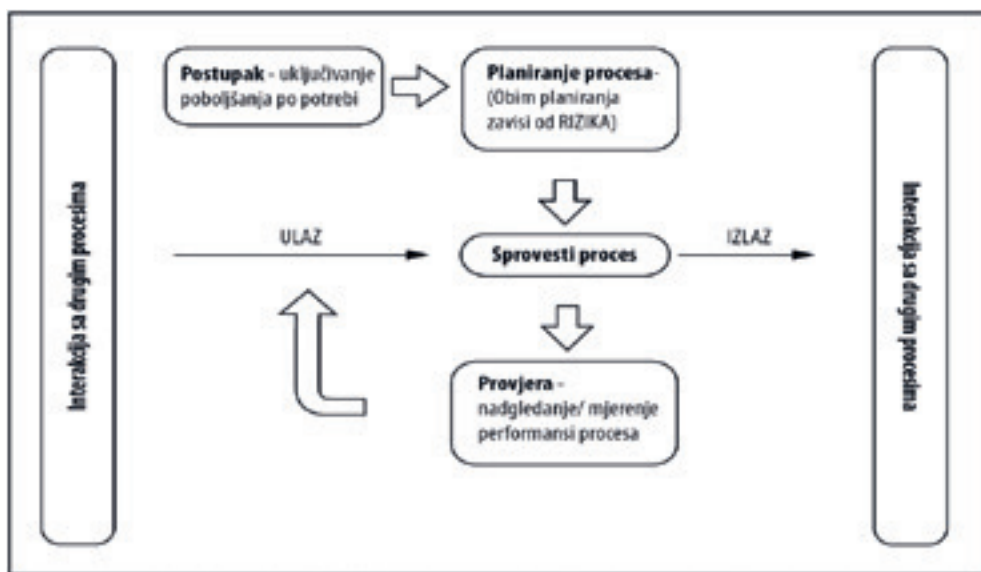 Interakcija sa drugim procesima
Postupak - uključivanje
poboljšanja po potrebi
Planiranje procesa-
(Obim planiranja
zavisi od RIZIKA)
ULAZ
Sprovesti proces
IZLAZ
Provjera -
nadgledanje/ mjerenje
performansi procesa
Interakcija sa drugim procesima